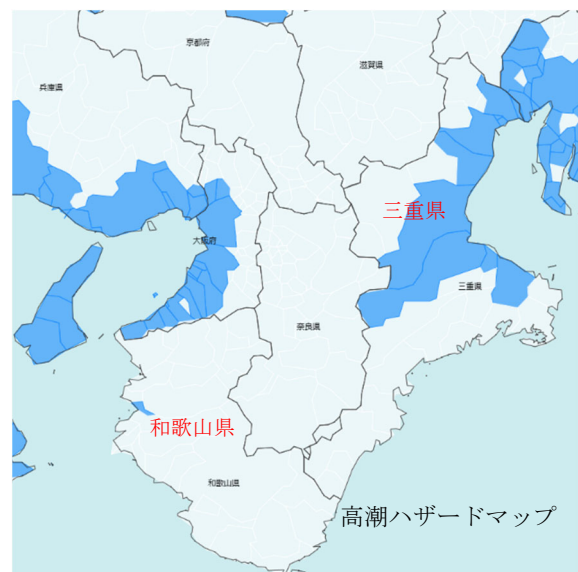 京都府
滋賀県
兵庫県
三重県
大阪府
三重県
奈良県
和歌山県
和歌山県
高潮ハザードマップ